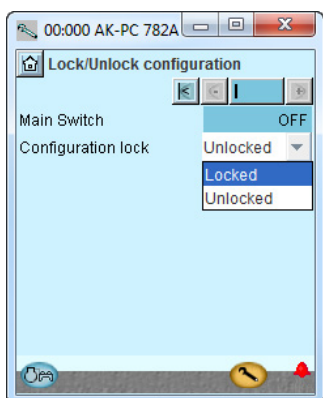 00:000 AK-PC 782A
Lock/Unlock configuration
Main Switch OFF
Configuration lock Unlocked
Locked
Unlocked